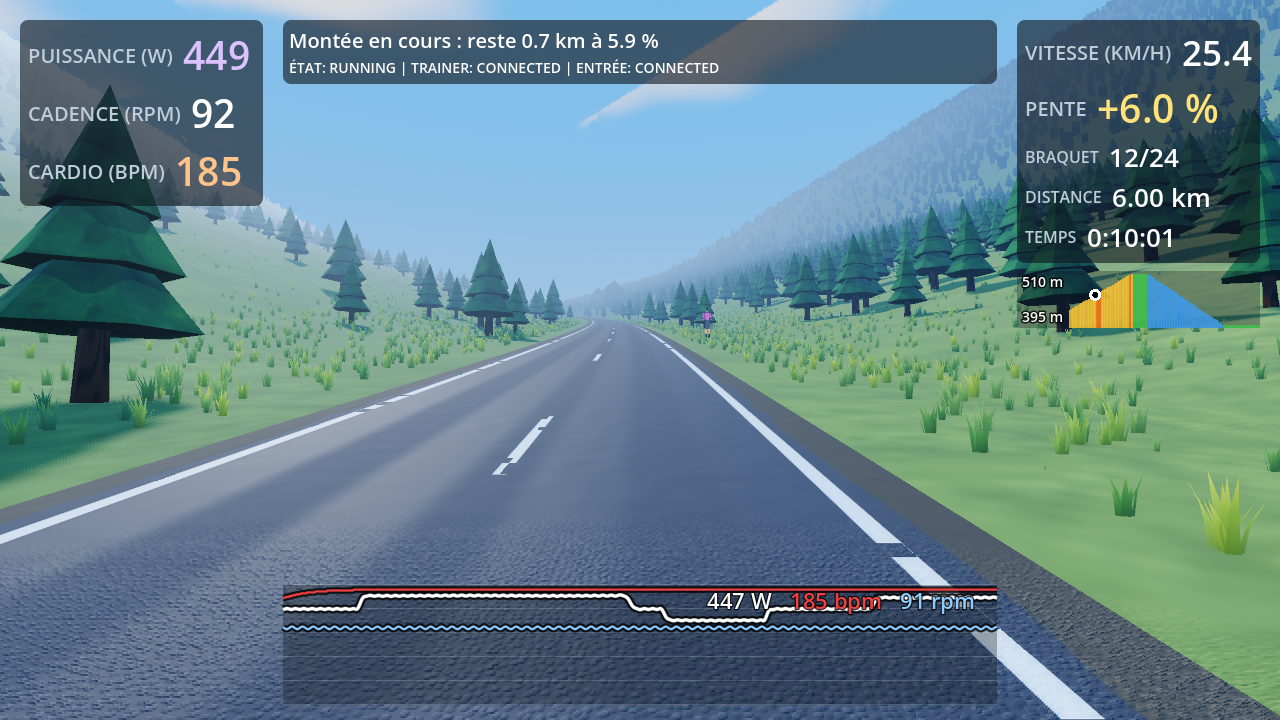 PUISSANCE (W) 449
CADENCE (RPM) 92
CARDIO (BPM) 185
Montée en cours : reste 0.7 km à 5.9 %
ÉTAT: RUNNING | TRAINER: CONNECTED | ENTRÉE: CONNECTED
VITESSE (KM/H) 25.4
PENTE +6.0 %
BRAQUET 12/24
DISTANCE 6.00 km
TEMPS 0:10:01
510 m
395 m
447 W 185 bpm 91 rpm